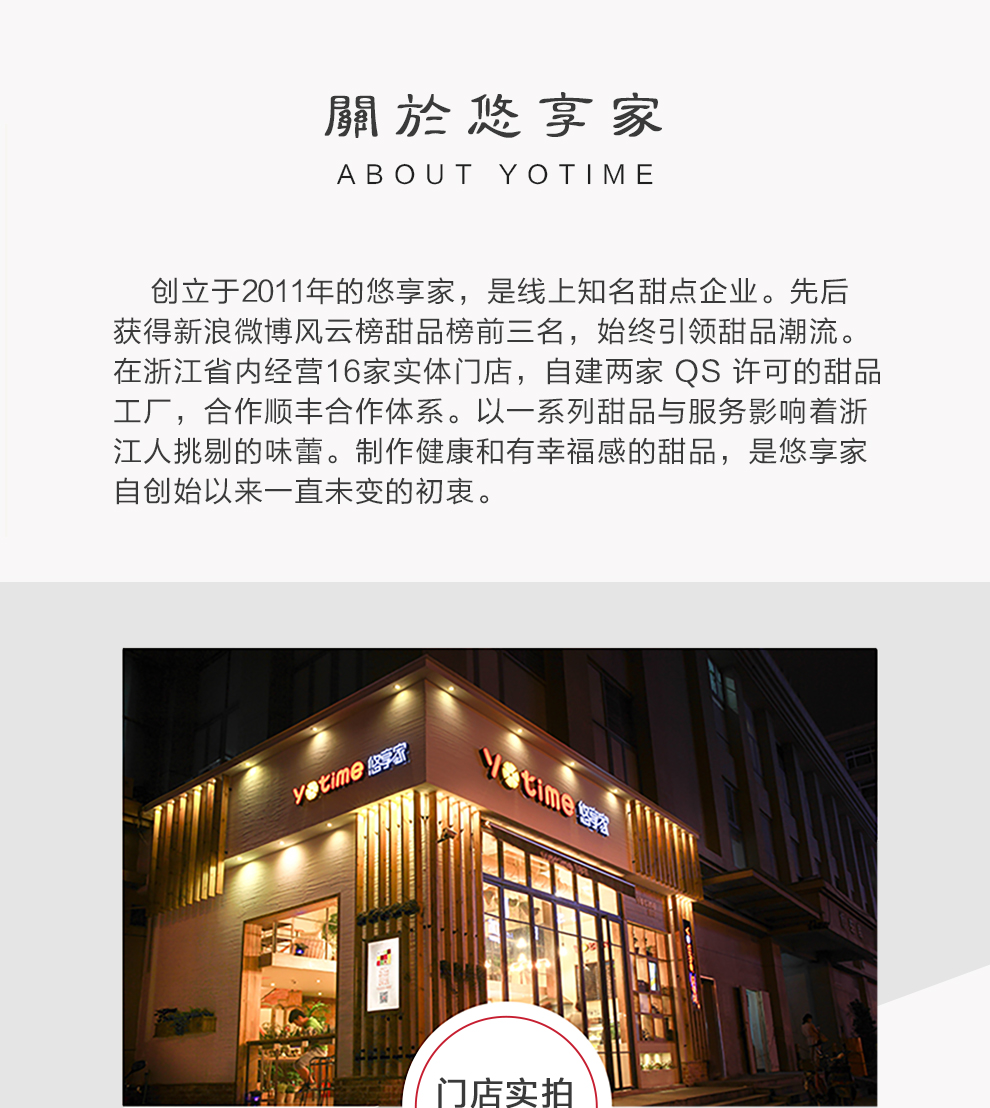 關於悠享家
ABOUT YOTIME
创立于2011年的悠享家，是线上知名甜点企业。先后
获得新浪微博风云榜甜品榜前三名，始终引领甜品潮流。
在浙江省内经营16家实体门店，自建两家 QS 许可的甜品
工厂，合作顺丰合作体系。以一系列甜品与服务影响着浙
江人挑剔的味蕾。制作健康和有幸福感的甜品，是悠享家
自创始以来一直未变的初衷。
yotime 悠享家
yotime 悠享家
门店实拍